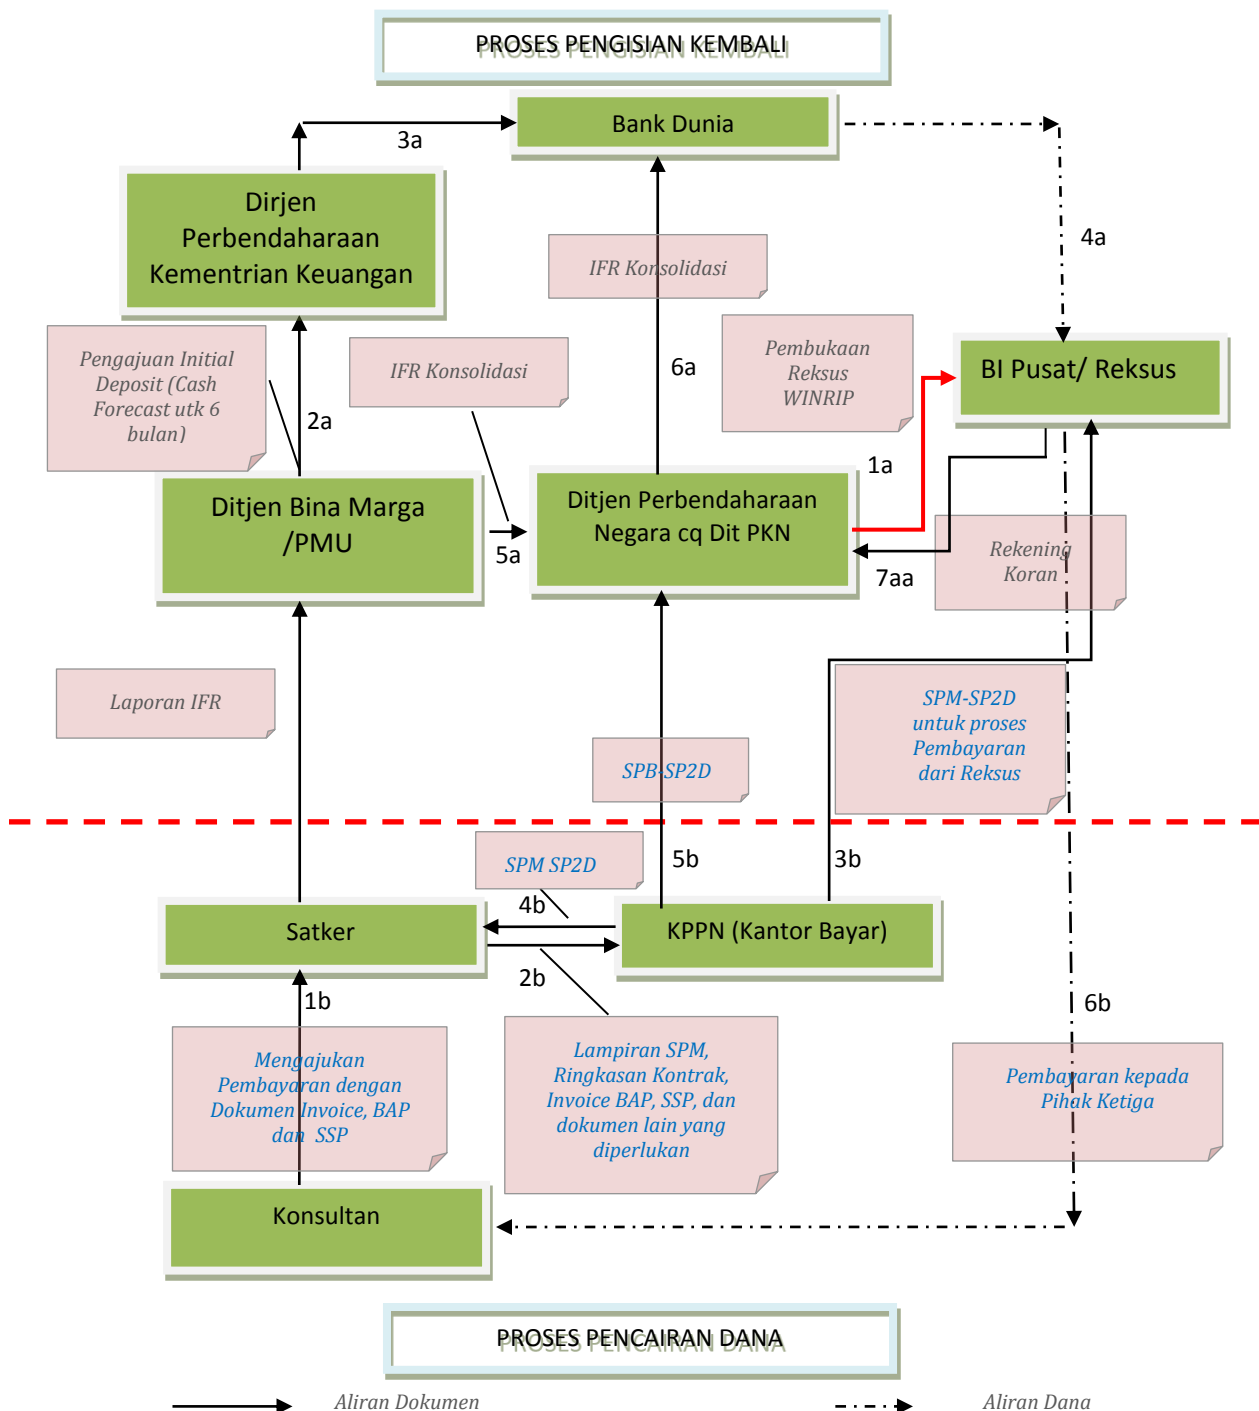 PROSES PENGISIAN KEMBALI
Bank Dunia
3a
Dirjen
Perbendaharaan
Kementrian Keuangan
4a
IFR Konsolidasi
Pengajuan Initial
Deposit (Cash
Forecast utk 6
bulan)
2a
IFR Konsolidasi
6a
Pembukaan
Reksus
WINRIP
BI Pusat/ Reksus
1a
Ditjen Bina Marga
/PMU
5a
Ditjen Perbendaharaan
Negara cq Dit PKN
7aa
Rekening
Koran
Laporan IFR
SPB-SP2D
SPM-SP2D
untuk proses
Pembayaran
dari Reksus
SPM SP2D
5b
3b
4b
Satker
KPPN (Kantor Bayar)
2b
1b
6b
Mengajukan
Pembayaran dengan
Dokumen Invoice, BAP
dan SSP
Lampiran SPM,
Ringkasan Kontrak,
Invoice BAP, SSP, dan
dokumen lain yang
diperlukan
Pembayaran kepada
Pihak Ketiga
Konsultan
PROSES PENCAIRAN DANA
Aliran Dokumen
Aliran Dana